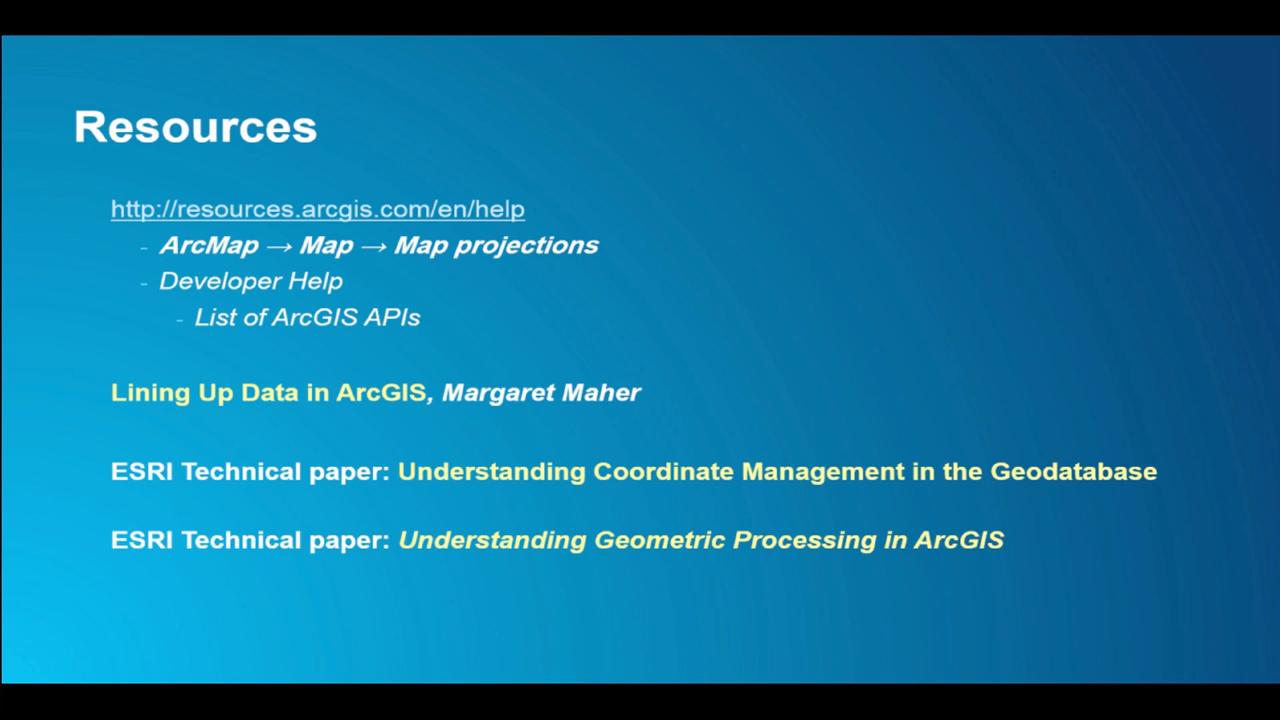 Resources
http://resources.arcgis.com/en/help
- ArcMap → Map → Map projections
- Developer Help
- List of ArcGIS APIs
Lining Up Data in ArcGIS, Margaret Maher
ESRI Technical paper: Understanding Coordinate Management in the Geodatabase
ESRI Technical paper: Understanding Geometric Processing in ArcGIS